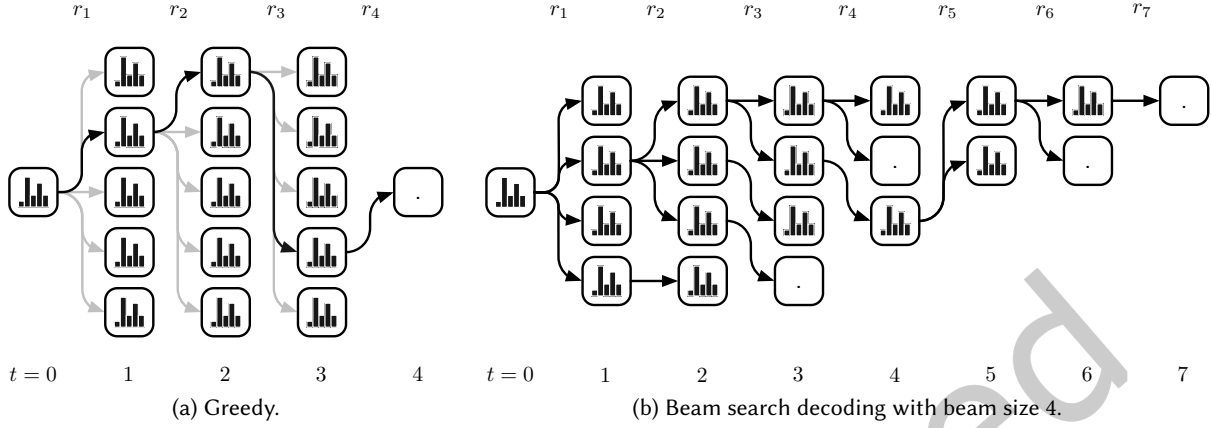 r₁ r₂ r₃ r₄ r₁ r₂ r₃ r₄ r₅ r₆ r₇
.
.
.
.
.
t = 0 1 2 3 4 t = 0 1 2 3 4 5 6 7
(a) Greedy. (b) Beam search decoding with beam size 4.
ed